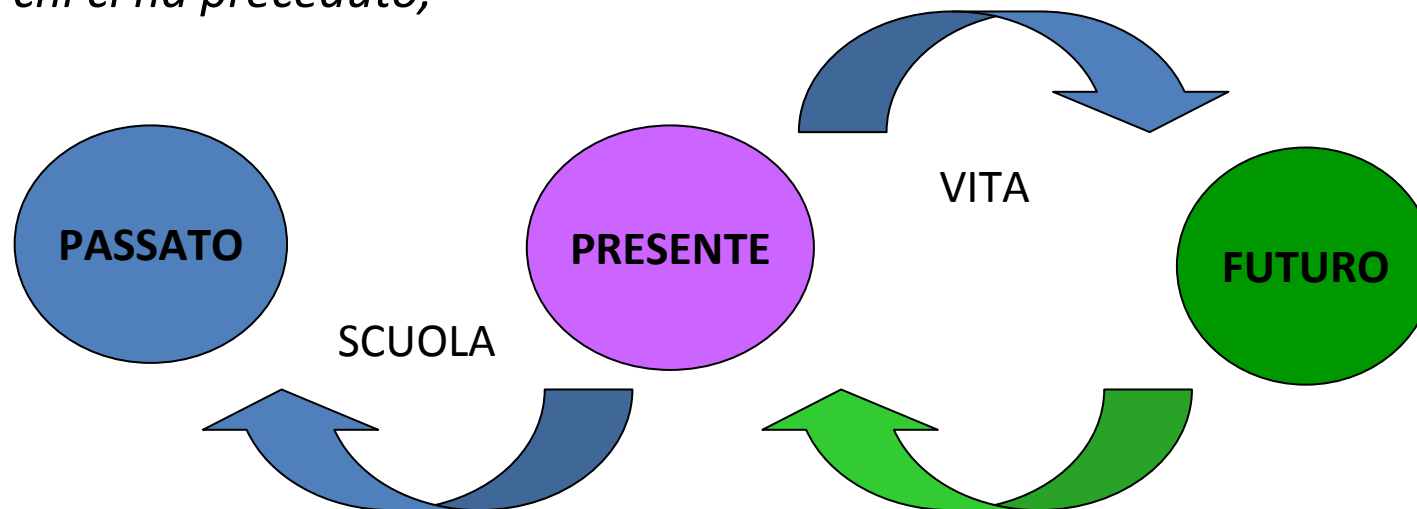 chi ci ha preceduto,
VITA
PASSATO
PRESENTE
FUTURO
SCUOLA